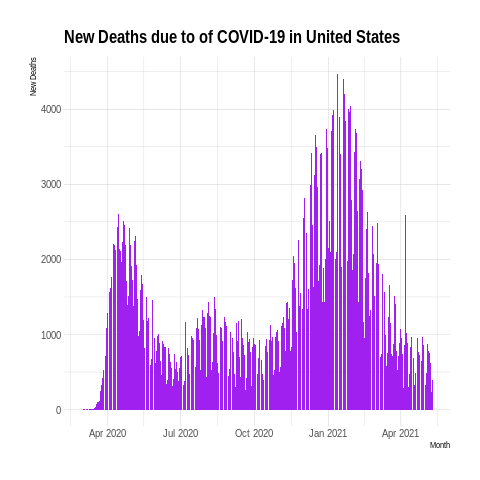 New Deaths due to of COVID-19 in United States
New Deaths
4000
3000
2000
1000
0
Apr 2020
Jul 2020
Oct 2020
Jan 2021
Apr 2021
Month